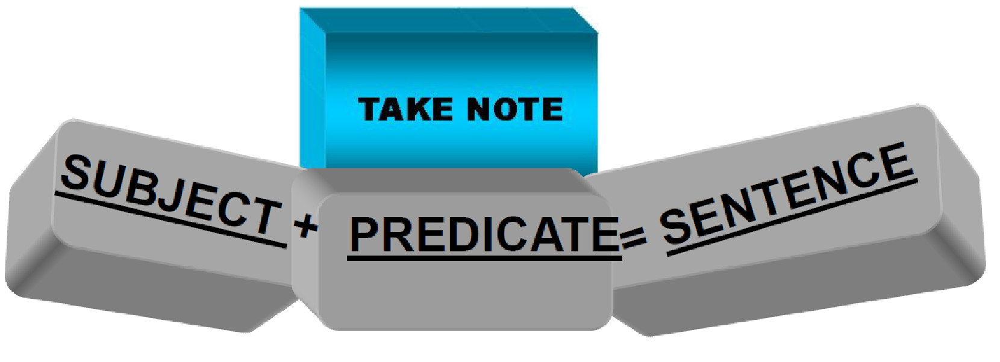 TAKE NOTE
SUBJECT + PREDICATE = SENTENCE